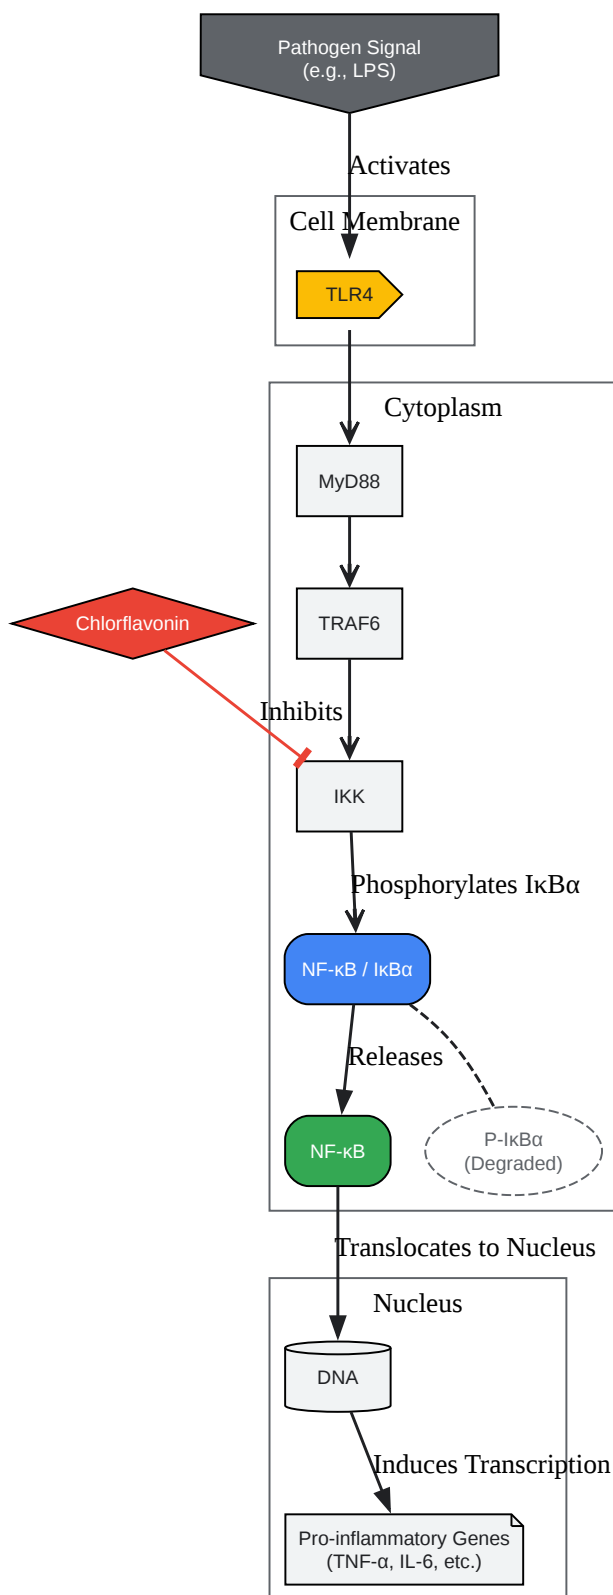 Pathogen Signal
(e.g., LPS)
Activates
Cell Membrane
TLR4
Cytoplasm
MyD88
TRAF6
Chlorflavonin
Inhibits
IKK
Phosphorylates IκBα
NF-κB / IκBα
Releases
NF-κB
P-IκBα
(Degraded)
Translocates to Nucleus
Nucleus
DNA
Induces Transcription
Pro-inflammatory Genes
(TNF-α, IL-6, etc.)